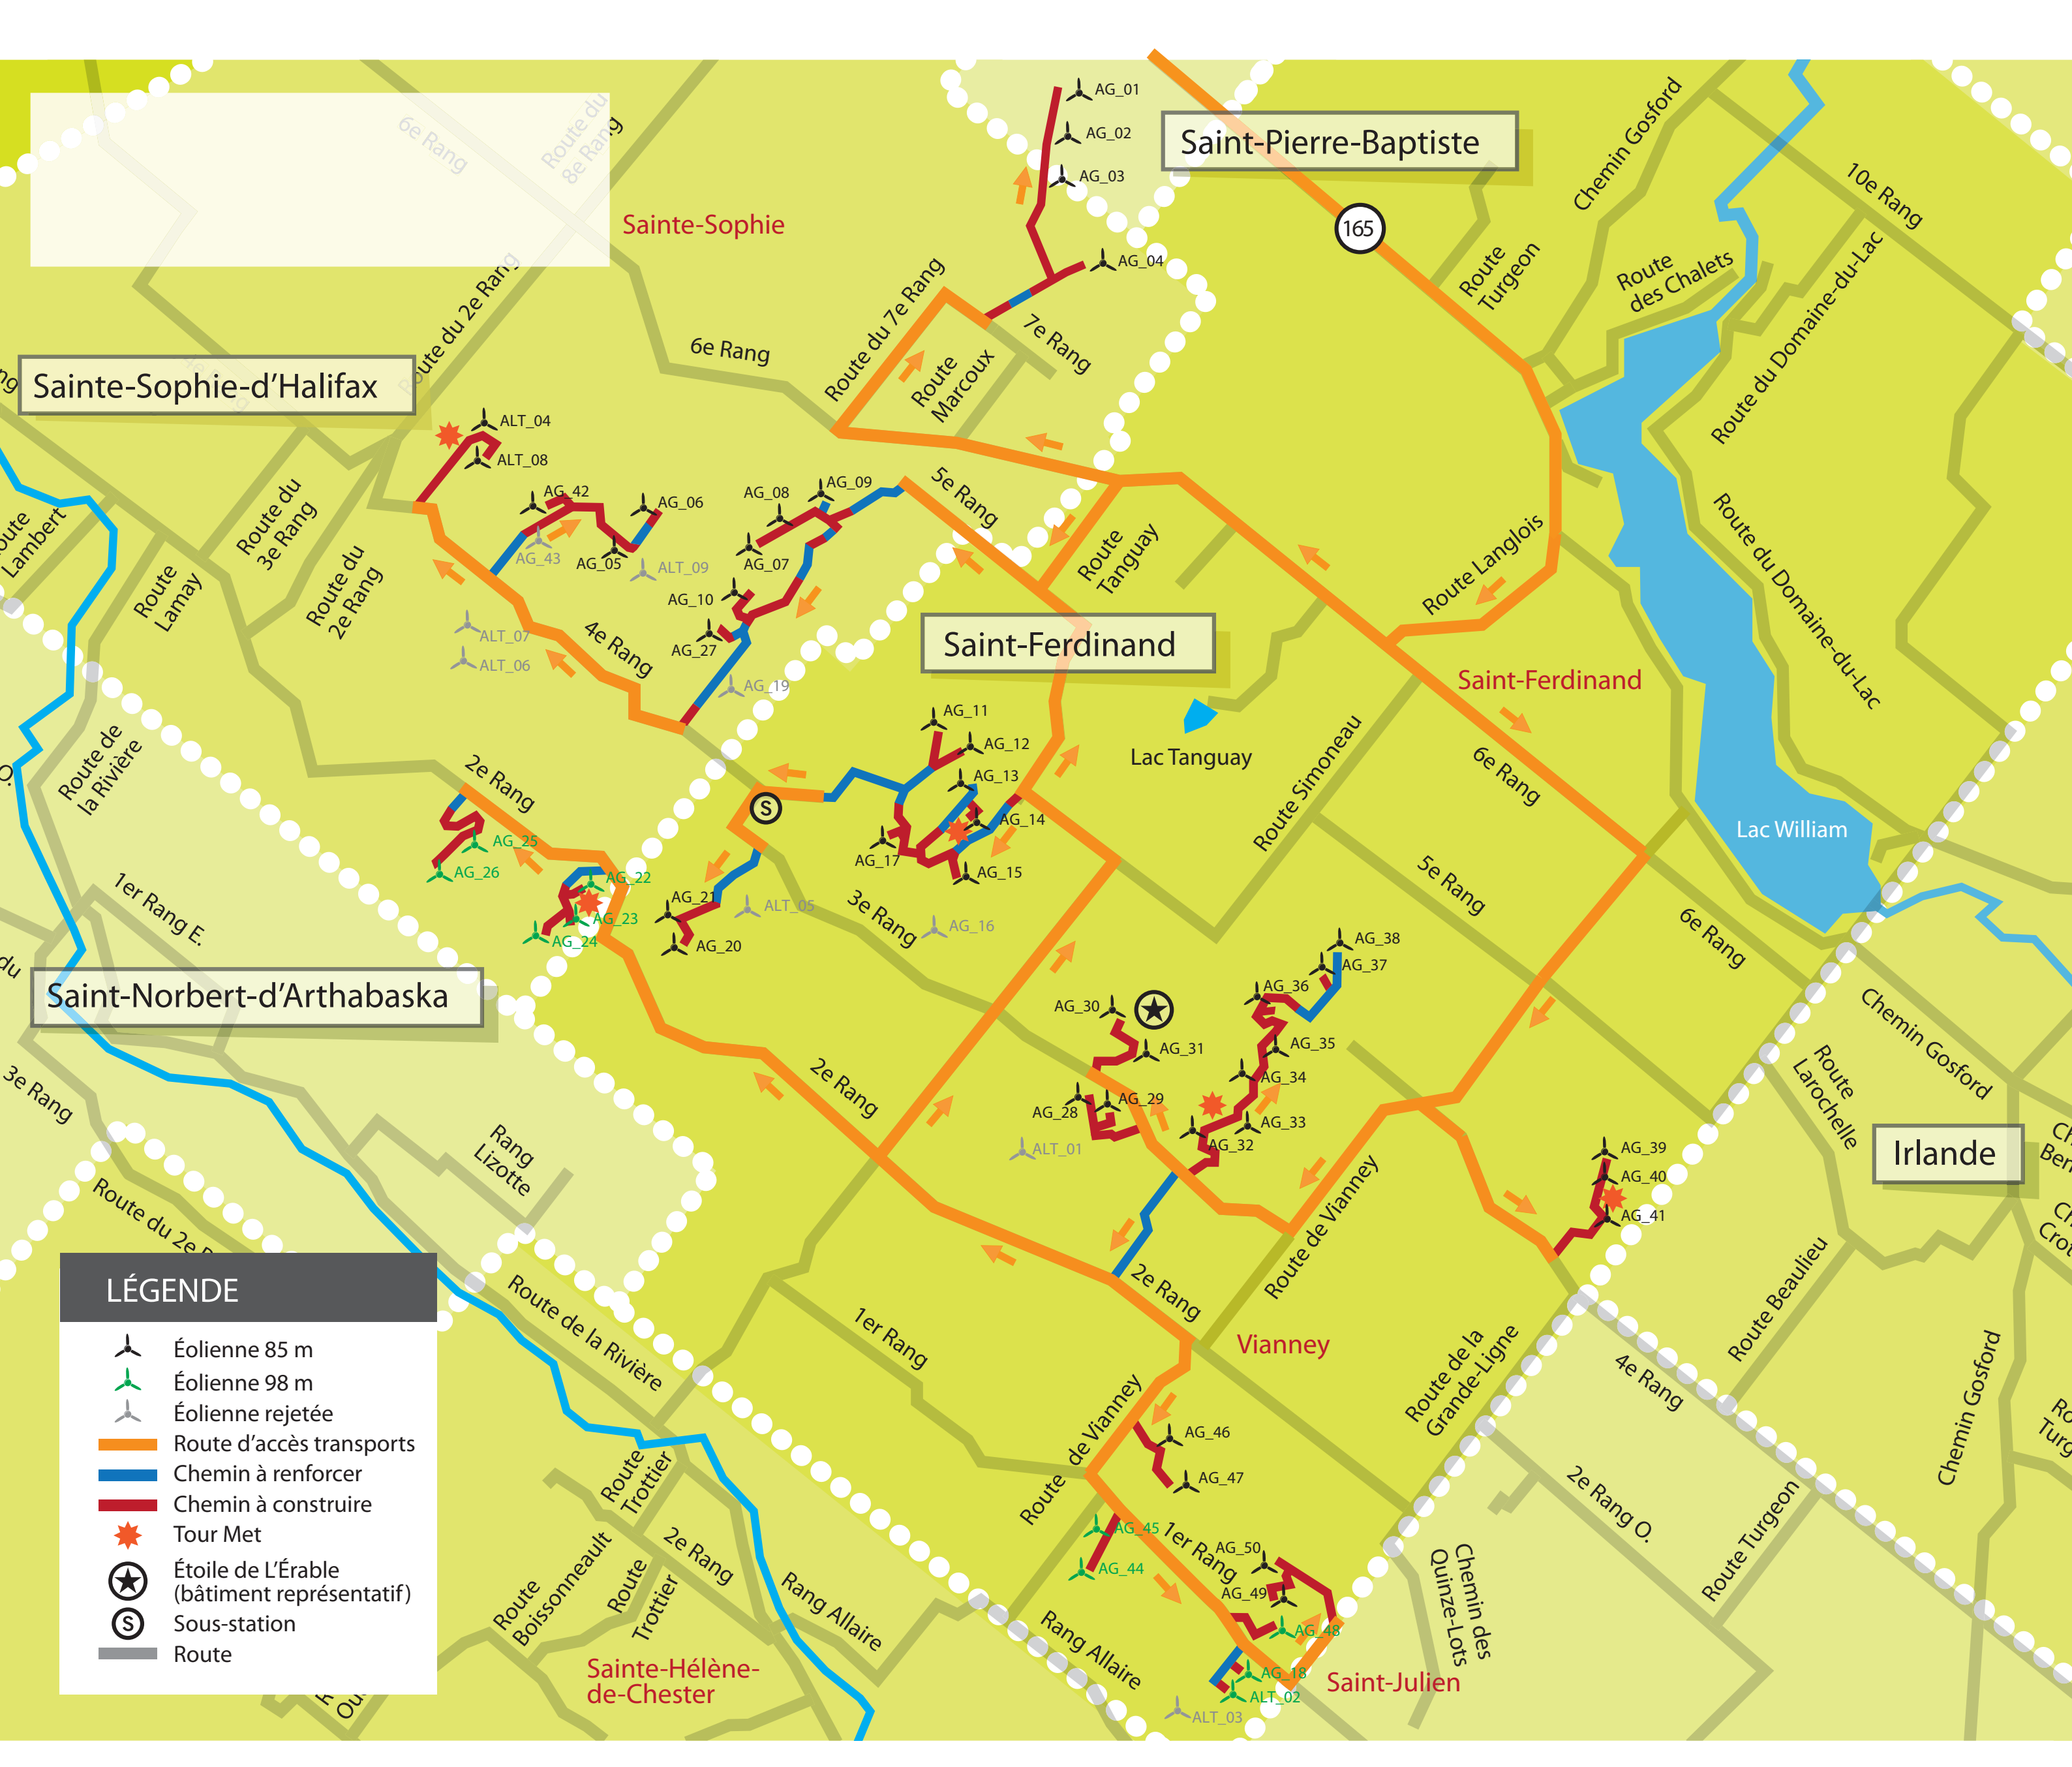 AG_01
AG_02
AG_03
AG_04
Saint-Pierre-Baptiste
165
Chemin Gosford
10e Rang
6e Rang
Route du
8e Rang
Sainte-Sophie
Route
Turgeon
Route
des Chalets
Route du Domaine-du-Lac
Route du 2e Rang
Route du 7e Rang
7e Rang
6e Rang
Route
Marcoux
Sainte-Sophie-d'Halifax
ALT_04
ALT_08
AG_42
AG_06
AG_08
AG_09
5e Rang
AG_43
AG_05
ALT_09
AG_07
Route du
3e Rang
Route
Tanguay
Route Langlois
Route du Domaine-du-Lac
Lambert
Route
Lamay
Route du
2e Rang
AG_10
AG_27
ALT_07
ALT_06
4e Rang
Saint-Ferdinand
AG_19
Saint-Ferdinand
AG_11
AG_12
AG_13
AG_14
Lac Tanguay
Route Simoneau
6e Rang
Route de
la Rivière
2e Rang
S
AG_17
AG_15
Lac William
AG_25
AG_26
AG_22
AG_23
AG_24
AG_21
AG_20
ALT_05
3e Rang
AG_16
5e Rang
6e Rang
1er Rang E.
Saint-Norbert-d'Arthabaska
AG_38
AG_37
AG_36
AG_30
AG_31
AG_35
AG_34
AG_28
AG_29
AG_33
AG_32
ALT_01
Chemin Gosford
Route
Larochelle
3e Rang
2e Rang
Rang
Lizotte
AG_39
AG_40
AG_41
Irlande
Route de Vianney
2e Rang
Route Beaulieu
Route de la Rivière
1er Rang
Vianney
Route de la
Grande-Ligne
4e Rang
Chemin Gosford
LÉGENDE
Éolienne 85 m
Éolienne 98 m
Éolienne rejetée
Route d'accès transports
Chemin à renforcer
Chemin à construire
Tour Met
Étoile de L'Érable
(bâtiment représentatif)
S
Sous-station
Route
Route de Vianney
AG_46
AG_47
Route
Trottier
2e Rang O.
Route Turgeon
AG_45
AG_44
1er Rang
AG_50
AG_49
AG_48
AG_18
ALT_02
ALT_03
Chemin des
Quinze-Lots
Route
Boissonneault
2e Rang
Route
Trottier
Rang Allaire
Rang Allaire
Sainte-Hélène-
de-Chester
Saint-Julien